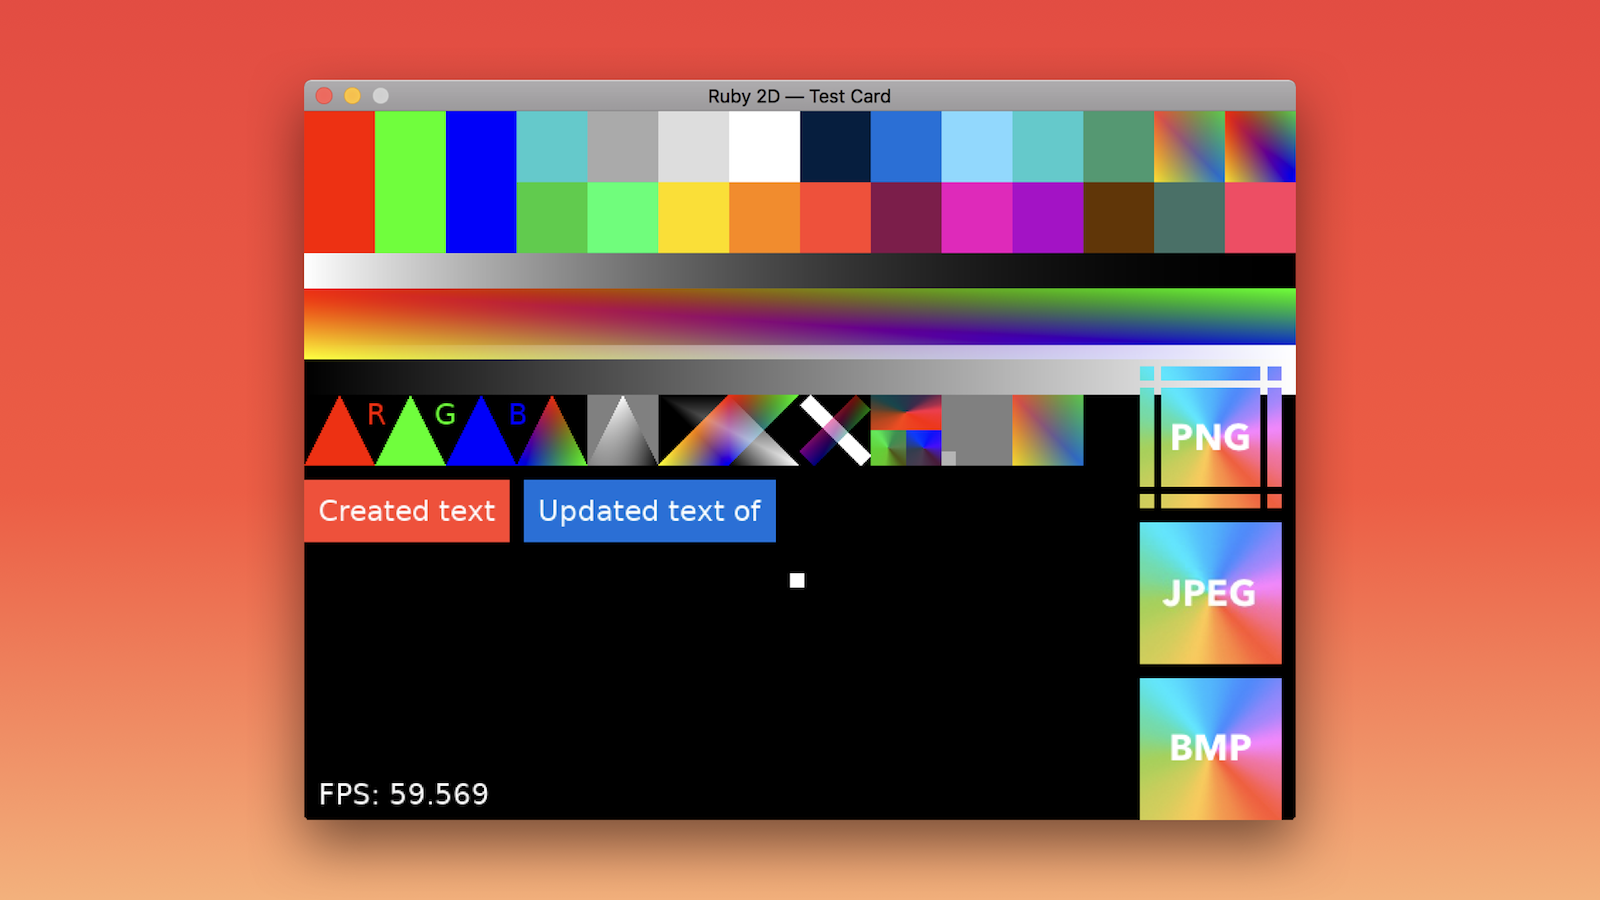 Ruby 2D — Test Card
R G B
PNG
Created text Updated text of
JPEG
BMP
FPS: 59.569